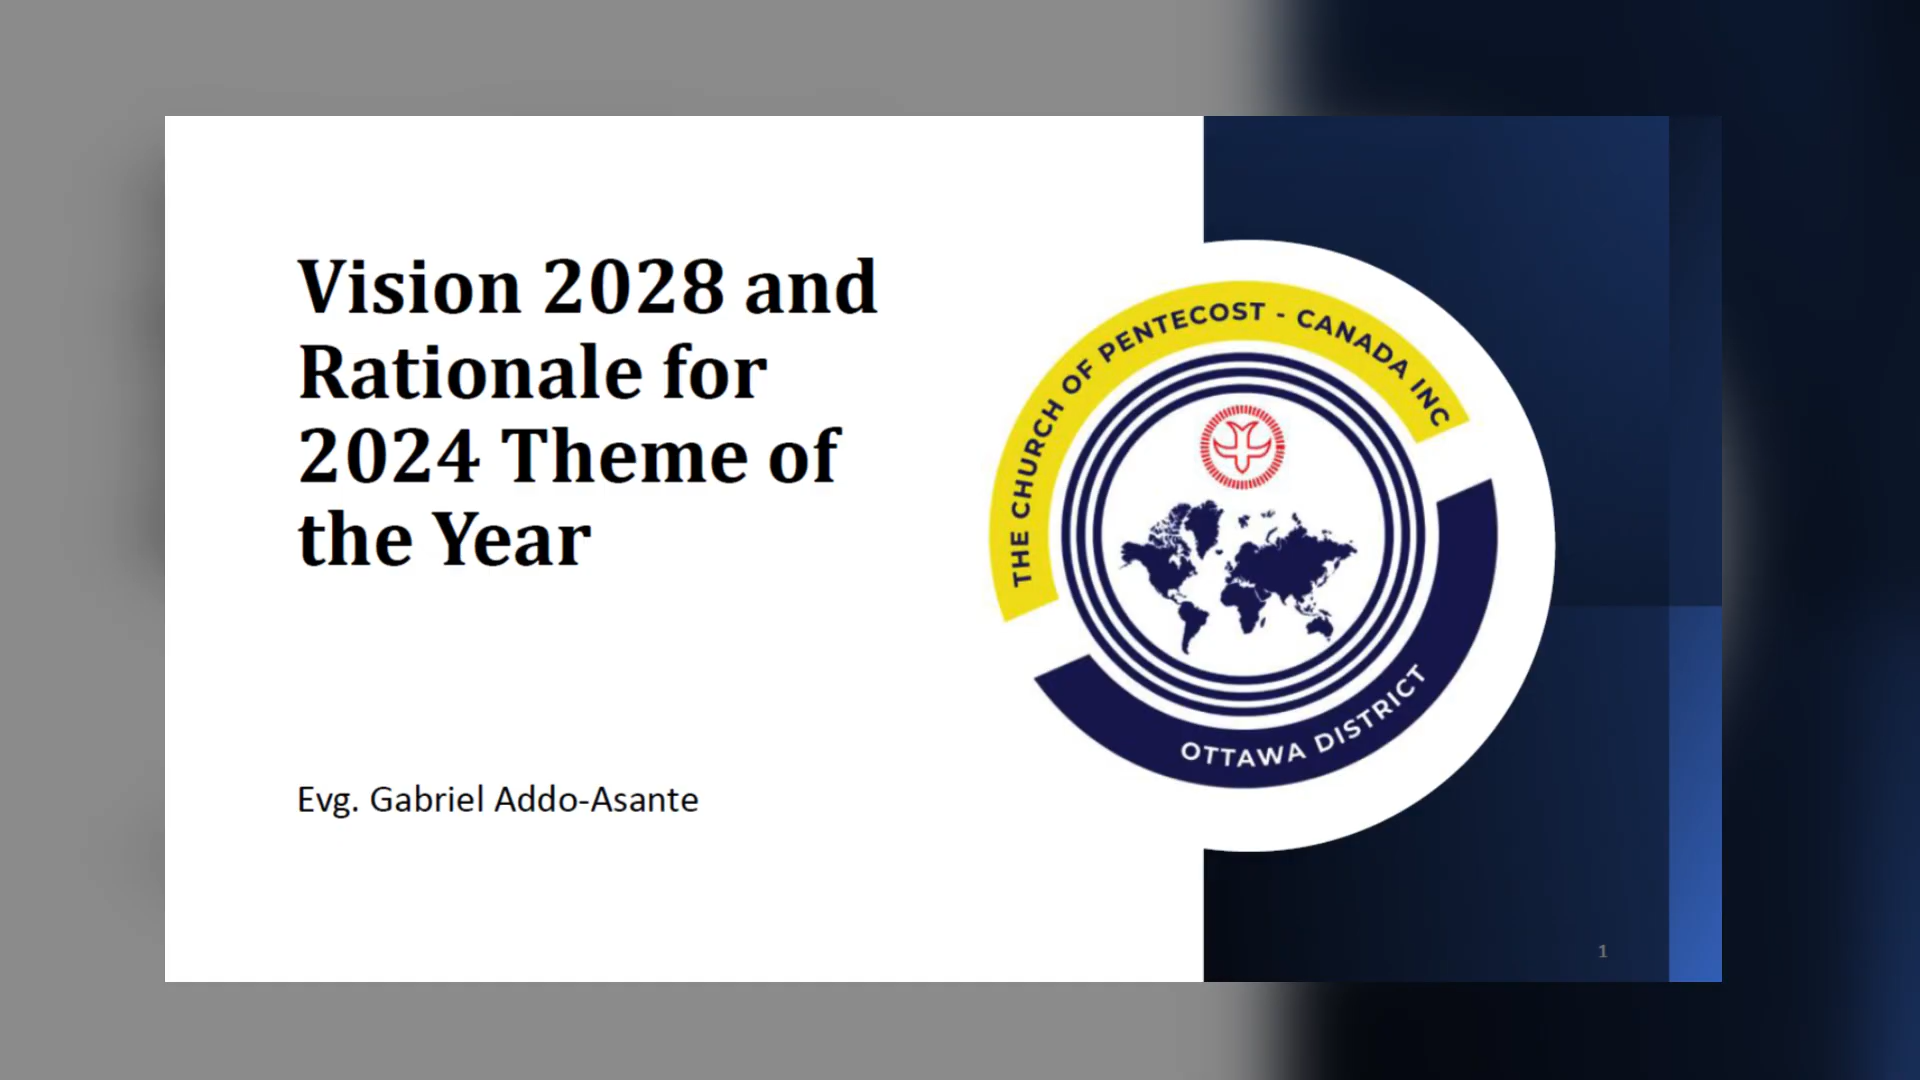 Vision 2028 and
Rationale for
2024 Theme of
the Year
Evg. Gabriel Addo-Asante
THE CHURCH OF PENTECOST - CANADA INC
OTTAWA DISTRICT
1